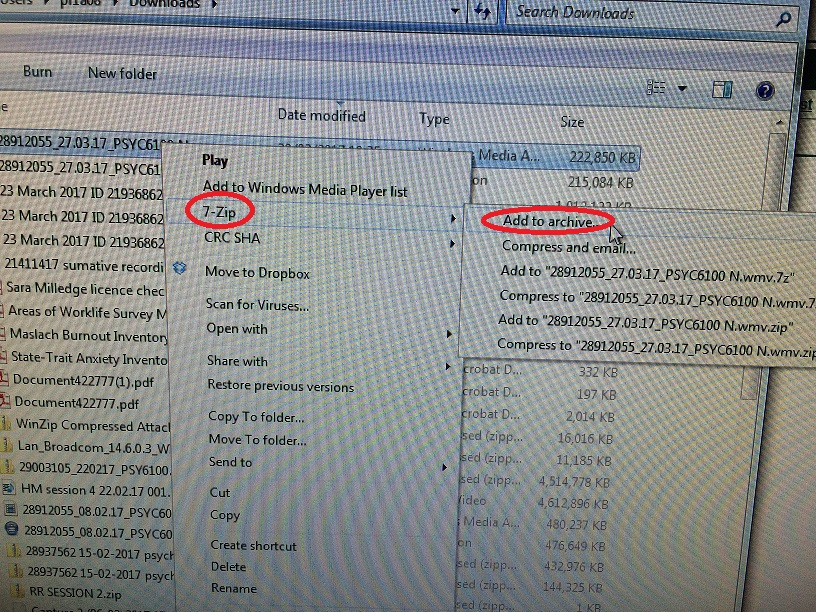 Users pi1a06 Downloads
Search Downloads
Burn New folder
Date modified Type Size
28912055_27.03.17_PSYC6100 N Media A... 222,850 KB
28912055_27.03.17_PSYC61 215,084 KB
23 March 2017 ID 21936862
23 March 2017 ID 21936862
23 March 2017 ID 21936862
21411417 sumative recordi
Sara Milledge licence chec
Areas of Worklife Survey M
Maslach Burnout Inventory
State-Trait Anxiety Invento
Document422777(1).pdf
Document422777.pdf
WinZip Compressed Attacl
Lan_Broadcom_14.6.0.3_W
29003105_220217_PSY6100.
HM session 4 22.02.17 001.
28912055_08.02.17_PSYC60
28912055_08.02.17_PSYC60
28937562 15-02-2017 psych
28937562 15-02-2017 psych
RR SESSION 2.zip
Play
Add to Windows Media Player list
7-Zip
CRC SHA
Move to Dropbox
Scan for Viruses...
Open with
Share with
Restore previous versions
Copy To folder...
Move To folder...
Send to
Cut
Copy
Create shortcut
Delete
Rename
Add to archive...
Compress and email...
Add to "28912055_27.03.17_PSYC6100 N.wmv.7z"
Compress to "28912055_27.03.17_PSYC6100 N.wmv.7
Add to "28912055_27.03.17_PSYC6100 N.wmv.zip"
Compress to "28912055_27.03.17_PSYC6100 N.wmv.zip
crobat D... 332 KB
crobat D... 197 KB
crobat D... 2,014 KB
sed (zipp... 16,016 KB
sed (zipp... 11,185 KB
sed (zipp... 4,514,778 KB
ideo 4,612,896 KB
Media A... 480,237 KB
on 476,649 KB
sed (zipp... 432,976 KB
sed (zipp... 144,325 KB
sed (zipp... 1 KB